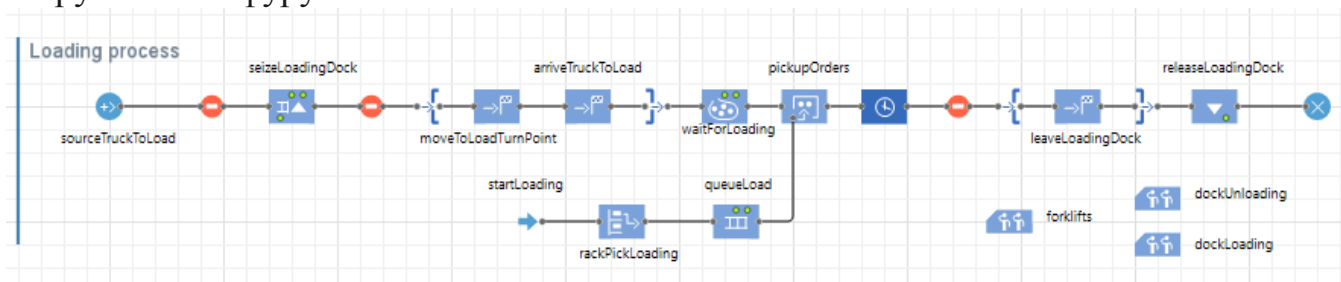 Loading process
seizeLoadingDock
arriveTruckToLoad
pickupOrders
releaseLoadingDock
sourceTruckToLoad
moveToLoadTurnPoint
waitForLoading
leaveLoadingDock
startLoading
queueLoad
rackPickLoading
forklifts
dockUnloading
dockLoading